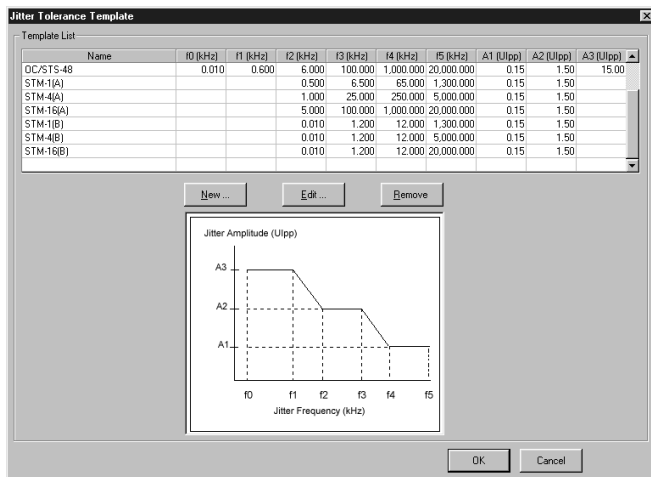 Jitter Tolerance Template
Template List
Name f0 (kHz) f1 (kHz) f2 (kHz) f3 (kHz) f4 (kHz) f5 (kHz) A1 (UIpp) A2 (UIpp) A3 (UIpp)
OC/STS-48 0.010 0.600 6.000 100.000 1,000.000 20,000.000 0.15 1.50 15.00
STM-1(A) 0.500 6.500 65.000 1,300.000 0.15 1.50
STM-4(A) 1.000 25.000 250.000 5,000.000 0.15 1.50
STM-16(A) 5.000 100.000 1,000.000 20,000.000 0.15 1.50
STM-1(B) 0.010 1.200 12.000 1,300.000 0.15 1.50
STM-4(B) 0.010 1.200 12.000 5,000.000 0.15 1.50
STM-16(B) 0.010 1.200 12.000 20,000.000 0.15 1.50
New ... Edit ... Remove
Jitter Amplitude (UIpp)
A3
A2
A1
f0 f1 f2 f3 f4 f5
Jitter Frequency (kHz)
OK Cancel